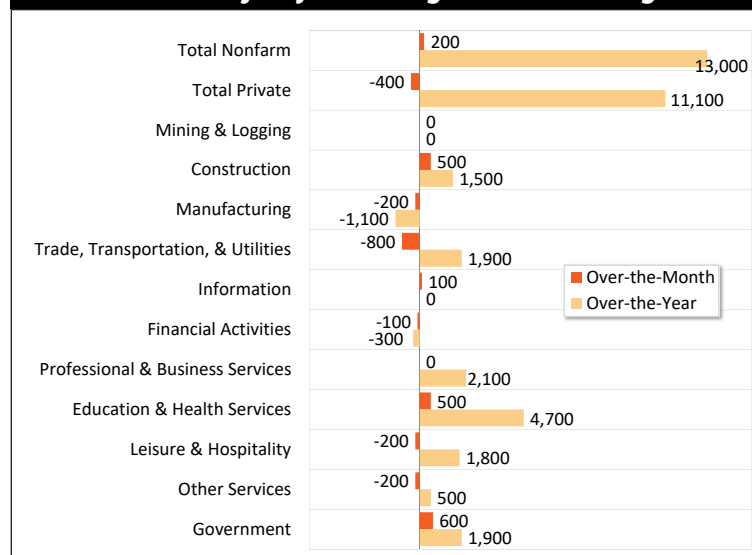 Total Nonfarm
200
13,000
Total Private
-400
11,100
Mining & Logging
0
0
Construction
500
1,500
Manufacturing
-200
-1,100
Trade, Transportation, & Utilities
-800
1,900
Information
100
0
Over-the-Month
Over-the-Year
Financial Activities
-100
-300
Professional & Business Services
0
2,100
Education & Health Services
500
4,700
Leisure & Hospitality
-200
1,800
Other Services
-200
500
Government
600
1,900